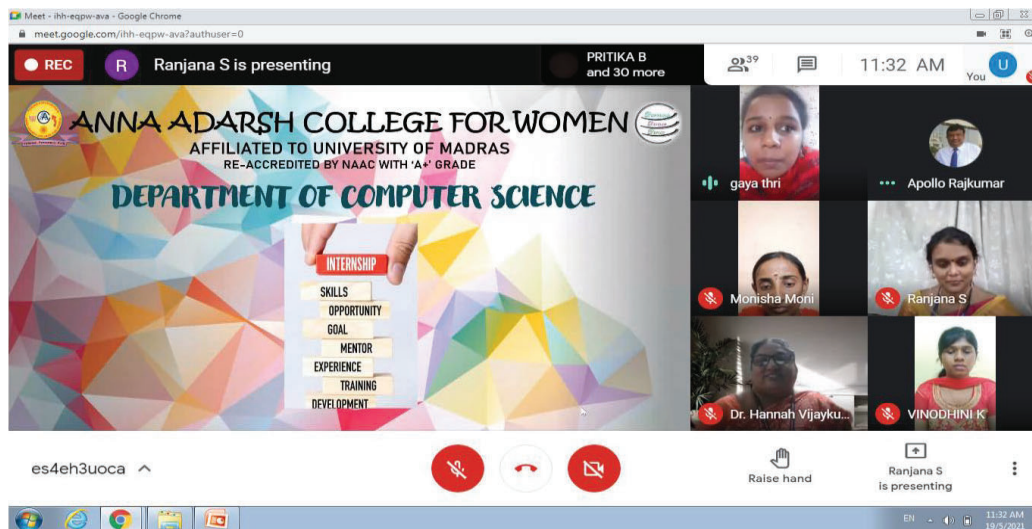 Meet - ihh-eqpw-ava - Google Chrome
meet.google.com/ihh-eqpw-ava?authuser=0
REC
R
Ranjana S is presenting
PRITIKA B
and 30 more
39
11:32 AM
You
U
ANNA ADARSH COLLEGE FOR WOMEN
AFFILIATED TO UNIVERSITY OF MADRAS
RE-ACCREDITED BY NAAC WITH 'A+' GRADE
DEPARTMENT OF COMPUTER SCIENCE
INTERNSHIP
SKILLS
OPPORTUNITY
GOAL
MENTOR
EXPERIENCE
TRAINING
DEVELOPMENT
gaya thri
Apollo Rajkumar
Monisha Moni
Ranjana S
Dr. Hannah Vijayku...
VINODHINI K
es4eh3uoca
Raise hand
Ranjana S
is presenting
EN
11:32 AM
19/5/2021